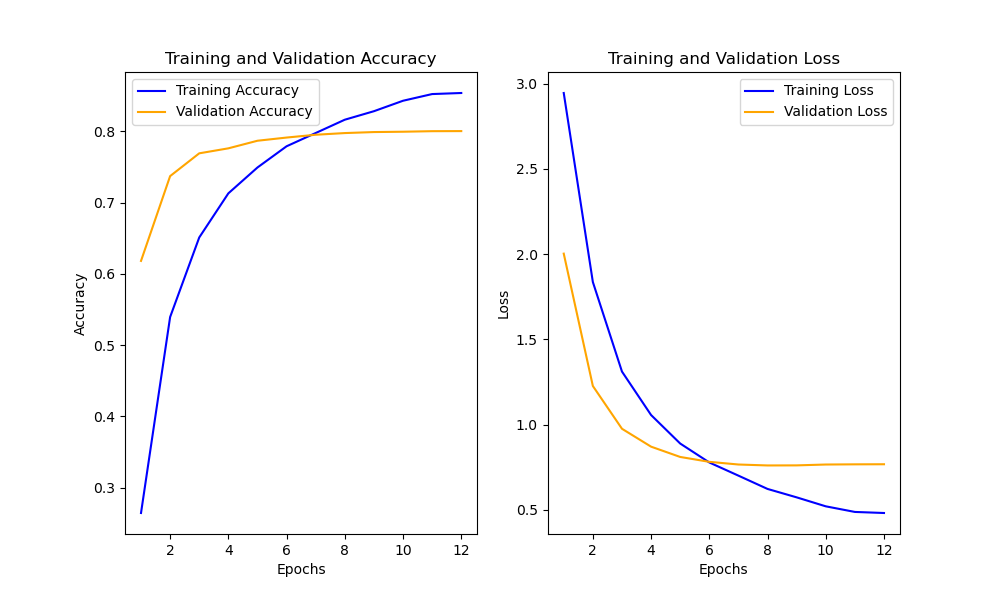 Training and Validation Accuracy
Training Accuracy
Validation Accuracy
0.8
0.7
0.6
0.5
0.4
0.3
Accuracy
2 4 6 8 10 12
Epochs
Training and Validation Loss
Training Loss
Validation Loss
3.0
2.5
2.0
1.5
1.0
0.5
Loss
2 4 6 8 10 12
Epochs